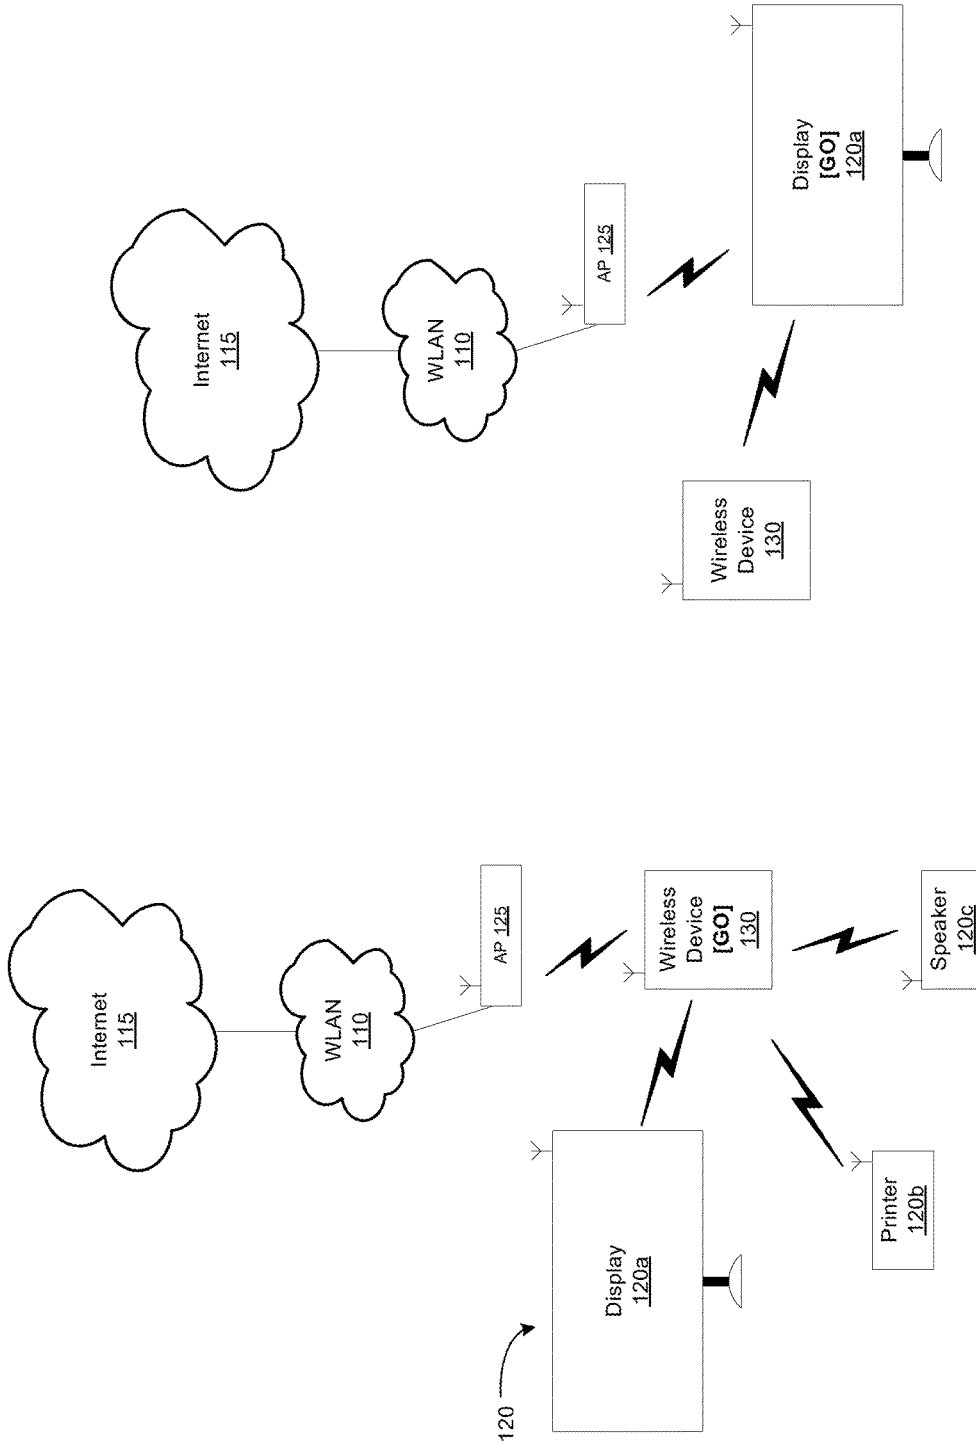 Internet
115
WLAN
110
AP 125
Display
120a
120
Wireless
Device
[GO]
130
Printer
120b
Speaker
120c
Internet
115
WLAN
110
AP 125
Wireless
Device
130
Display
[GO]
120a